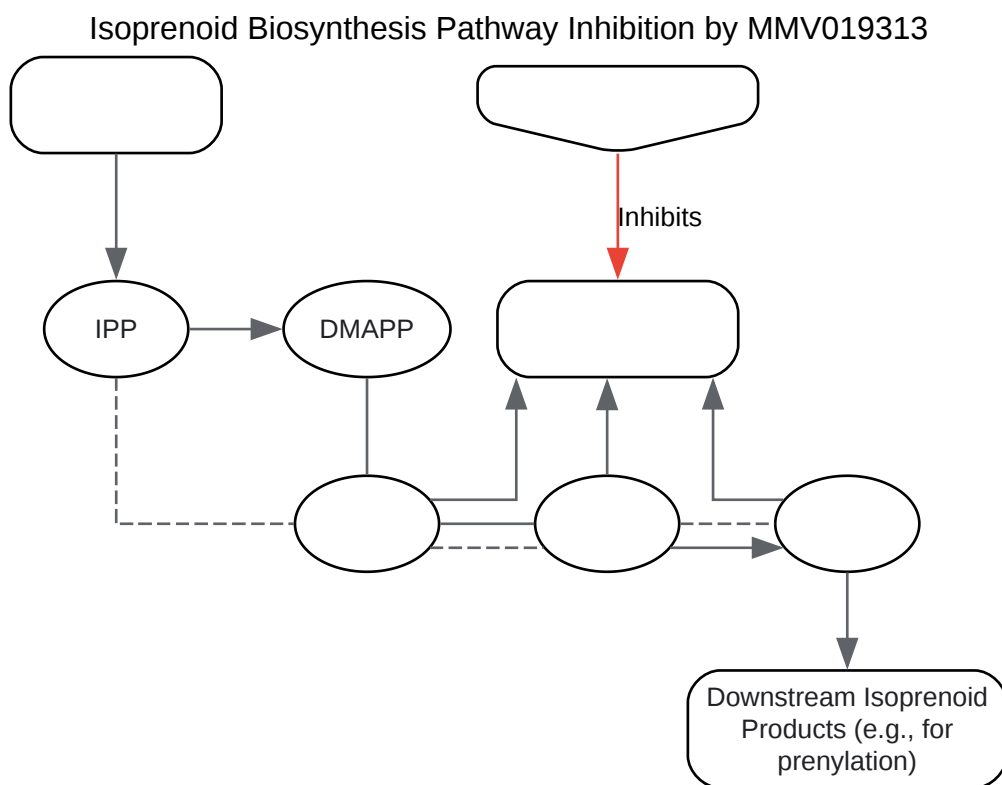 Isoprenoid Biosynthesis Pathway Inhibition by MMV019313
Inhibits
IPP
DMAPP
Downstream Isoprenoid
Products (e.g., for
prenylation)